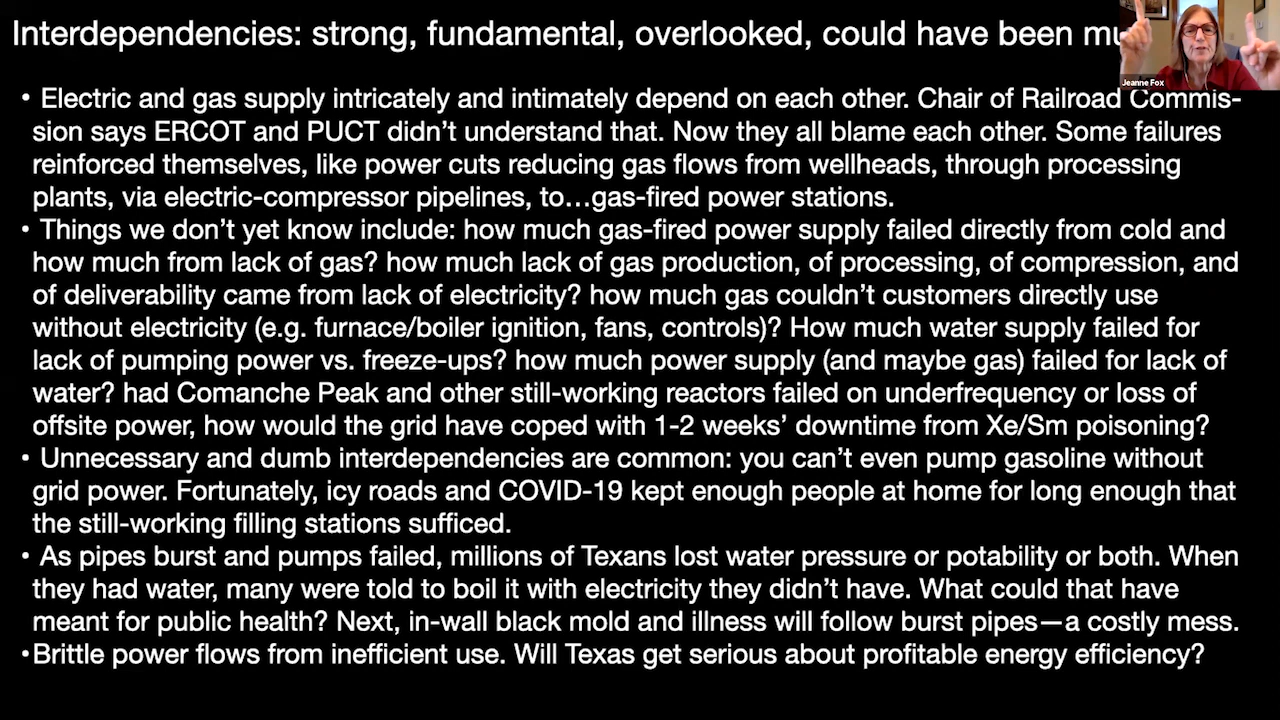 Interdependencies: strong, fundamental, overlooked, could have been
Jeanne Fox
• Electric and gas supply intricately and intimately depend on each other. Chair of Railroad Commis-
sion says ERCOT and PUCT didn’t understand that. Now they all blame each other. Some failures
reinforced themselves, like power cuts reducing gas flows from wellheads, through processing
plants, via electric-compressor pipelines, to…gas-fired power stations.
• Things we don’t yet know include: how much gas-fired power supply failed directly from cold and
how much from lack of gas? how much lack of gas production, of processing, of compression, and
of deliverability came from lack of electricity? how much gas couldn’t customers directly use
without electricity (e.g. furnace/boiler ignition, fans, controls)? How much water supply failed for
lack of pumping power vs. freeze-ups? how much power supply (and maybe gas) failed for lack of
water? had Comanche Peak and other still-working reactors failed on underfrequency or loss of
offsite power, how would the grid have coped with 1-2 weeks’ downtime from Xe/Sm poisoning?
• Unnecessary and dumb interdependencies are common: you can’t even pump gasoline without
grid power. Fortunately, icy roads and COVID-19 kept enough people at home for long enough that
the still-working filling stations sufficed.
• As pipes burst and pumps failed, millions of Texans lost water pressure or potability or both. When
they had water, many were told to boil it with electricity they didn’t have. What could that have
meant for public health? Next, in-wall black mold and illness will follow burst pipes—a costly mess.
•Brittle power flows from inefficient use. Will Texas get serious about profitable energy efficiency?